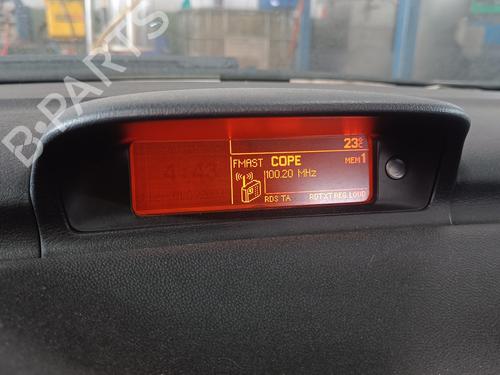 B-PARTS
23°C
FMAST COPE MEM1
100.20 MHz
RDS TA RDTXT REG LOUD